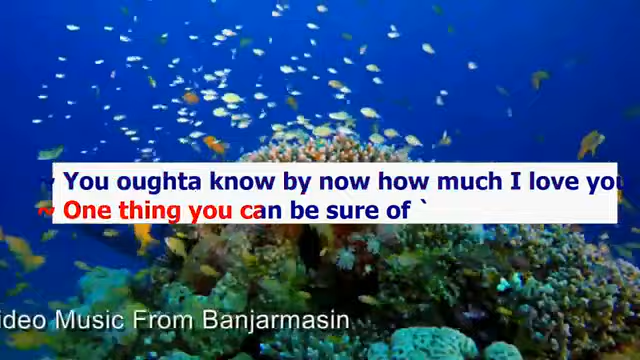 ~ You oughta know by now how much I love you
~ One thing you can be sure of `
ideo Music From Banjarmasin